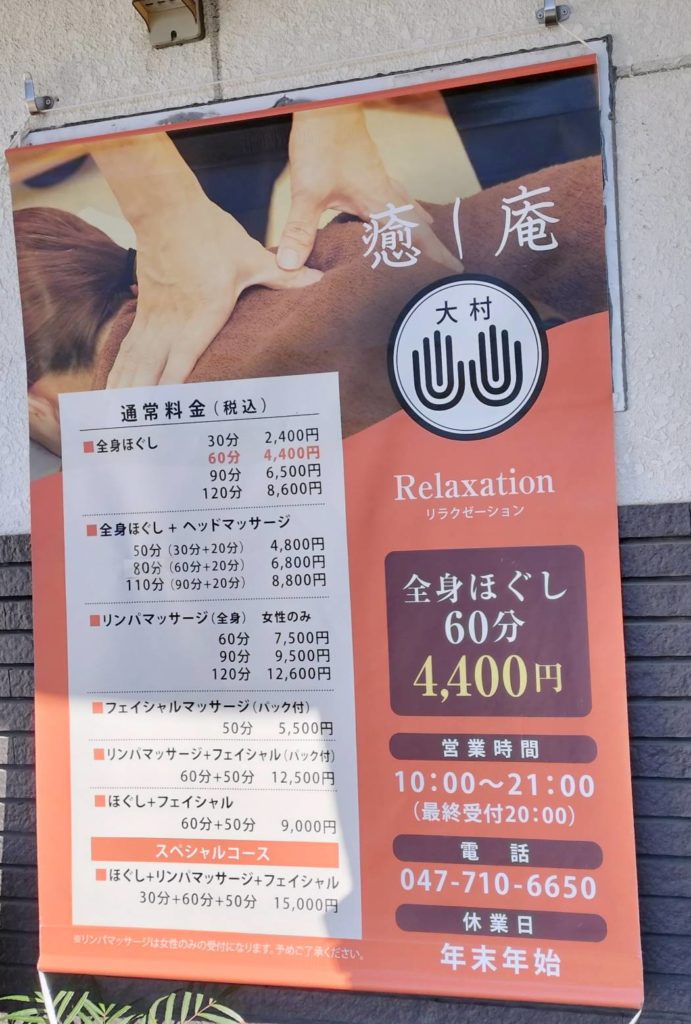 癒し庵
大村
Relaxation
リラクゼーション
全身ほぐし
60分
4,400円
営業時間
10:00～21:00
（最終受付20:00）
電話
047-710-6650
休業日
年末年始
通常料金（税込）
■全身ほぐし 30分 2,400円
60分 4,400円
90分 6,500円
120分 8,600円
■全身ほぐし + ヘッドマッサージ
50分（30分+20分） 4,800円
80分（60分+20分） 6,800円
110分（90分+20分） 8,800円
■リンパマッサージ（全身） 女性のみ
60分 7,500円
90分 9,500円
120分 12,600円
■フェイシャルマッサージ（パック付）
50分 5,500円
■リンパマッサージ+フェイシャル（パック付）
60分+50分 12,500円
■ほぐし+フェイシャル
60分+50分 9,000円
スペシャルコース
■ほぐし+リンパマッサージ+フェイシャル
30分+60分+50分 15,000円
※リンパマッサージは女性のみの受付になります。予めご了承ください。